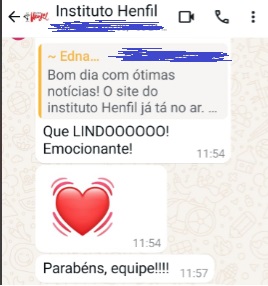 Instituto Henfil
~ Edna...
Bom dia com ótimas
notícias! O site do
instituto Henfil já tá no ar. ...
Que LINDOOOOOO!
Emocionante!
11:54
11:54
Parabéns, equipe!!!!
11:57